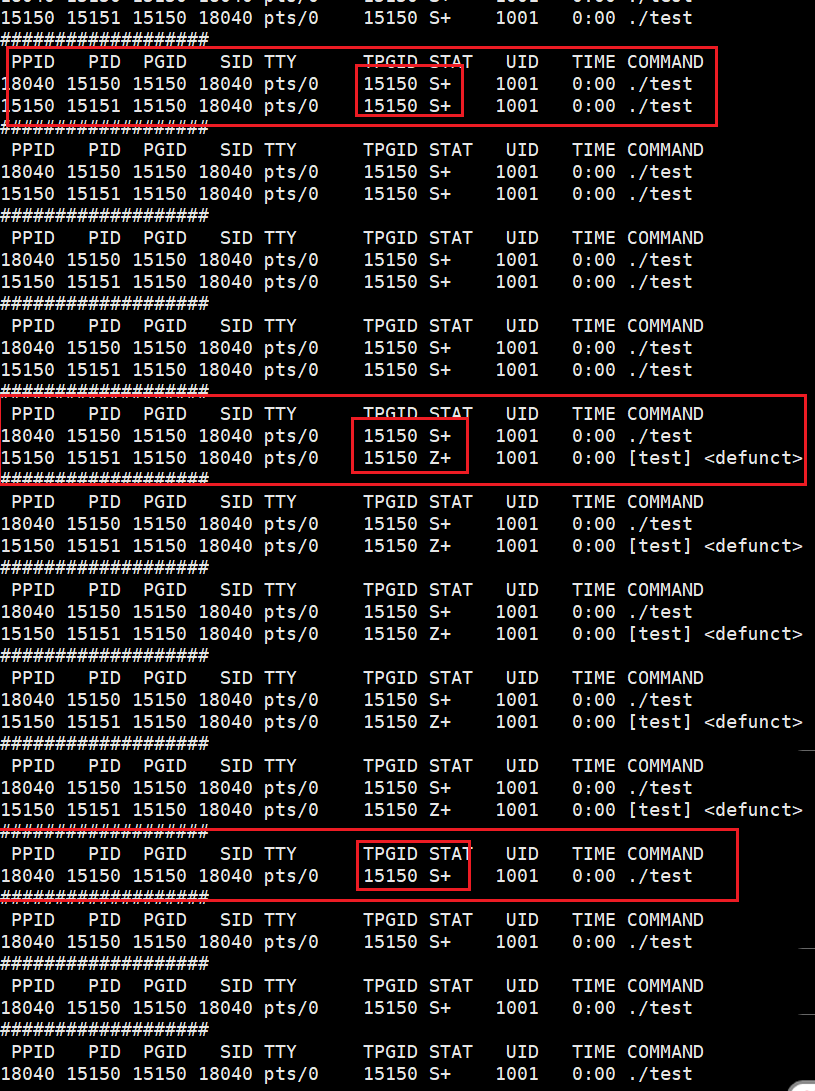 15150 15151 15150 18040 pts/0    15150 S+    1001   0:00 ./test
###################
 PPID   PID  PGID   SID TTY      TPGID STAT   UID   TIME COMMAND
18040 15150 15150 18040 pts/0    15150 S+    1001   0:00 ./test
15150 15151 15150 18040 pts/0    15150 S+    1001   0:00 ./test
###################
 PPID   PID  PGID   SID TTY      TPGID STAT   UID   TIME COMMAND
18040 15150 15150 18040 pts/0    15150 S+    1001   0:00 ./test
15150 15151 15150 18040 pts/0    15150 S+    1001   0:00 ./test
###################
 PPID   PID  PGID   SID TTY      TPGID STAT   UID   TIME COMMAND
18040 15150 15150 18040 pts/0    15150 S+    1001   0:00 ./test
15150 15151 15150 18040 pts/0    15150 S+    1001   0:00 ./test
###################
 PPID   PID  PGID   SID TTY      TPGID STAT   UID   TIME COMMAND
18040 15150 15150 18040 pts/0    15150 S+    1001   0:00 ./test
15150 15151 15150 18040 pts/0    15150 S+    1001   0:00 ./test
###################
 PPID   PID  PGID   SID TTY      TPGID STAT   UID   TIME COMMAND
18040 15150 15150 18040 pts/0    15150 S+    1001   0:00 ./test
15150 15151 15150 18040 pts/0    15150 Z+    1001   0:00 [test] <defunct>
###################
 PPID   PID  PGID   SID TTY      TPGID STAT   UID   TIME COMMAND
18040 15150 15150 18040 pts/0    15150 S+    1001   0:00 ./test
15150 15151 15150 18040 pts/0    15150 Z+    1001   0:00 [test] <defunct>
###################
 PPID   PID  PGID   SID TTY      TPGID STAT   UID   TIME COMMAND
18040 15150 15150 18040 pts/0    15150 S+    1001   0:00 ./test
15150 15151 15150 18040 pts/0    15150 Z+    1001   0:00 [test] <defunct>
###################
 PPID   PID  PGID   SID TTY      TPGID STAT   UID   TIME COMMAND
18040 15150 15150 18040 pts/0    15150 S+    1001   0:00 ./test
15150 15151 15150 18040 pts/0    15150 Z+    1001   0:00 [test] <defunct>
###################
 PPID   PID  PGID   SID TTY      TPGID STAT   UID   TIME COMMAND
18040 15150 15150 18040 pts/0    15150 S+    1001   0:00 ./test
15150 15151 15150 18040 pts/0    15150 Z+    1001   0:00 [test] <defunct>
###################
 PPID   PID  PGID   SID TTY      TPGID STAT   UID   TIME COMMAND
18040 15150 15150 18040 pts/0    15150 S+    1001   0:00 ./test
###################
 PPID   PID  PGID   SID TTY      TPGID STAT   UID   TIME COMMAND
18040 15150 15150 18040 pts/0    15150 S+    1001   0:00 ./test
###################
 PPID   PID  PGID   SID TTY      TPGID STAT   UID   TIME COMMAND
18040 15150 15150 18040 pts/0    15150 S+    1001   0:00 ./test
###################
 PPID   PID  PGID   SID TTY      TPGID STAT   UID   TIME COMMAND
18040 15150 15150 18040 pts/0    15150 S+    1001   0:00 ./test